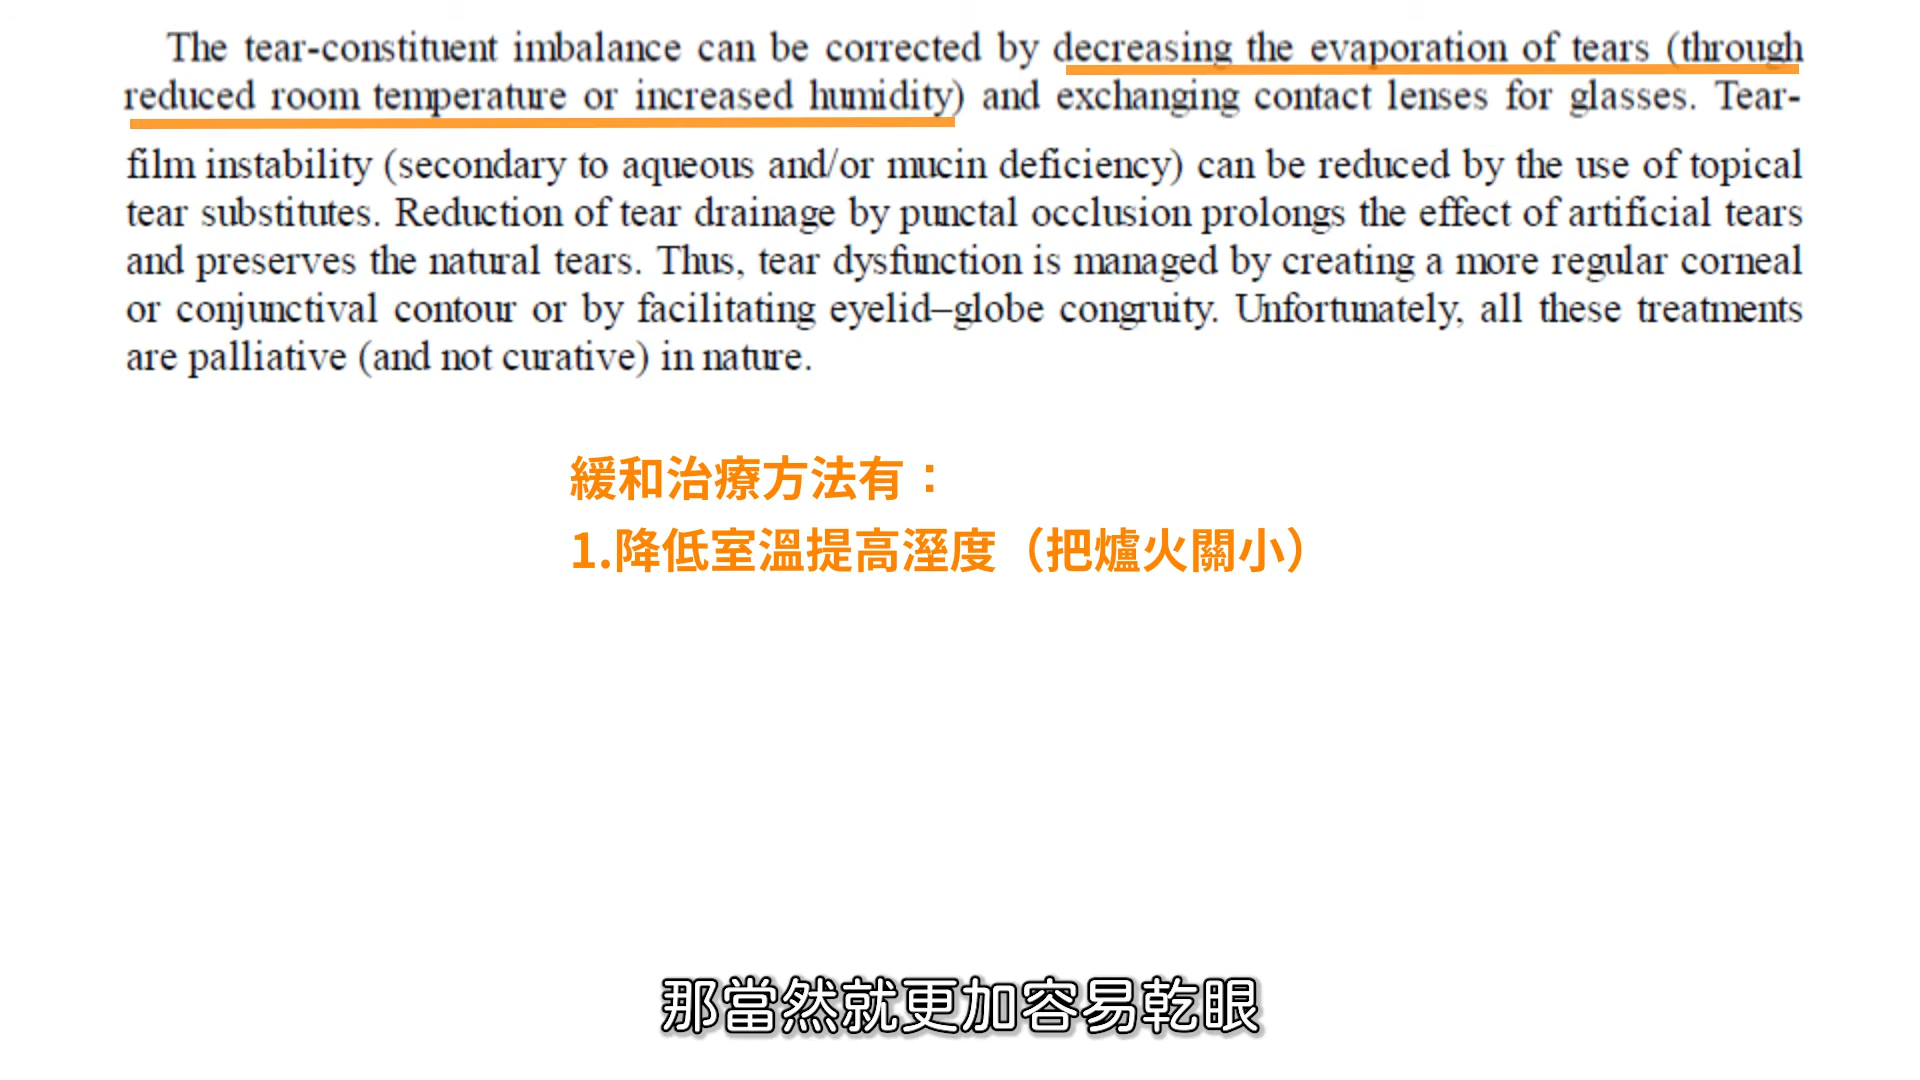 The tear-constituent imbalance can be corrected by decreasing the evaporation of tears (through
reduced room temperature or increased humidity) and exchanging contact lenses for glasses. Tear-
film instability (secondary to aqueous and/or mucin deficiency) can be reduced by the use of topical
tear substitutes. Reduction of tear drainage by punctal occlusion prolongs the effect of artificial tears
and preserves the natural tears. Thus, tear dysfunction is managed by creating a more regular corneal
or conjunctival contour or by facilitating eyelid–globe congruity. Unfortunately, all these treatments
are palliative (and not curative) in nature.
緩和治療方法有：
1.降低室溫提高溼度（把爐火關小）
那當然就更加容易乾眼